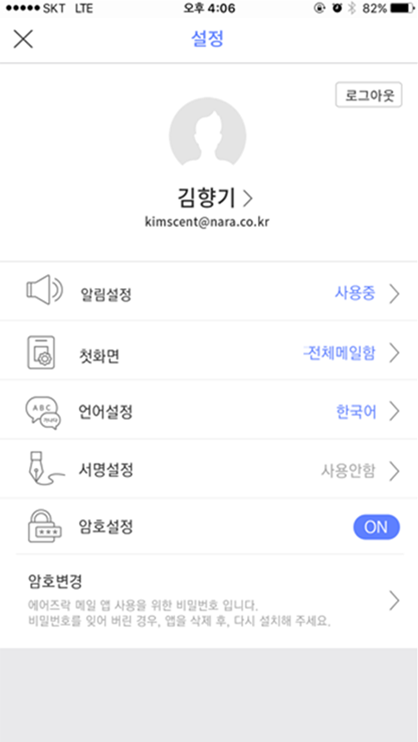 SKT LTE 오후 4:06 82%
설정
로그아웃
김향기
kimscent@nara.co.kr
알림설정 사용중
첫화면 -전체메일함
ABC
언어설정 한국어
서명설정 사용안함
암호설정 ON
암호변경
에어즈락 메일 앱 사용을 위한 비밀번호 입니다.
비밀번호를 잊어 버린 경우, 앱을 삭제 후, 다시 설치해 주세요.